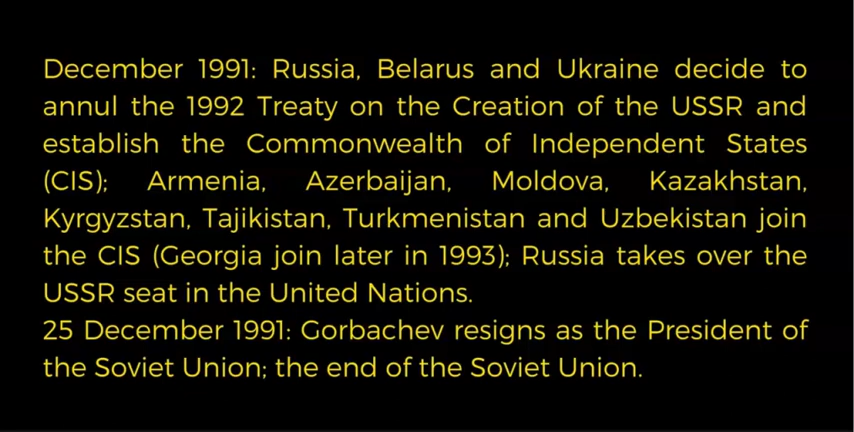 December 1991: Russia, Belarus and Ukraine decide to
annul the 1992 Treaty on the Creation of the USSR and
establish the Commonwealth of Independent States
(CIS); Armenia, Azerbaijan, Moldova, Kazakhstan,
Kyrgyzstan, Tajikistan, Turkmenistan and Uzbekistan join
the CIS (Georgia join later in 1993); Russia takes over the
USSR seat in the United Nations.
25 December 1991: Gorbachev resigns as the President of
the Soviet Union; the end of the Soviet Union.